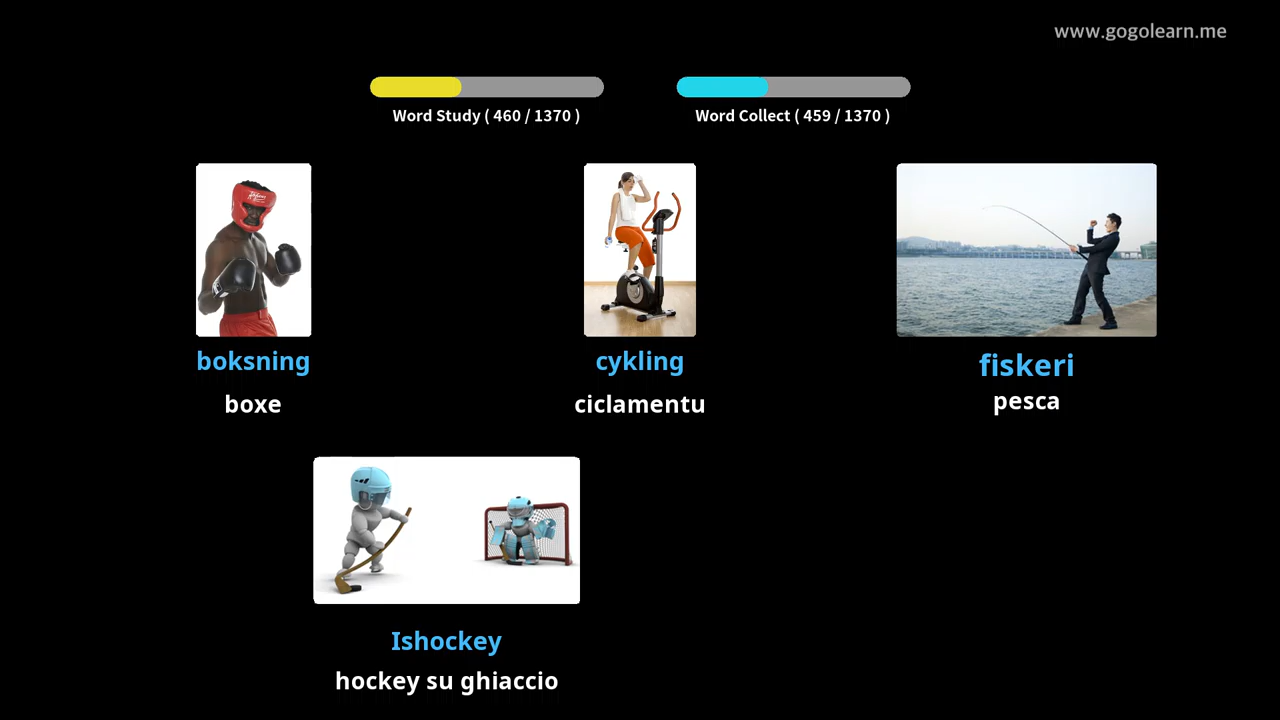 www.gogolearn.me
Word Study ( 460 / 1370 )
Word Collect ( 459 / 1370 )
boksning
boxe
cykling
ciclamentu
fiskeri
pesca
Ishockey
hockey su ghiaccio